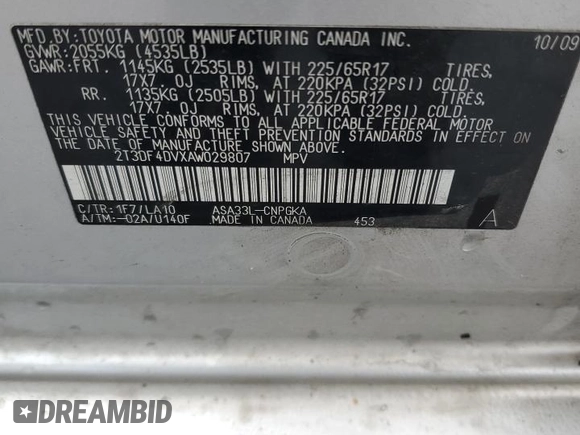 MFD.BY:TOYOTA MOTOR MANUFACTURING CANADA INC. 10/09
GVWR:2055KG (4535LB)
GAWR:FRT. 1145KG (2535LB) WITH 225/65R17 TIRES,
17X7 OJ RIMS, AT 220KPA (32PSI) COLD.
RR. 1135KG (2505LB) WITH 225/65R17 TIRES,
17X7 OJ RIMS, AT 220KPA (32PSI) COLD.
THIS VEHICLE CONFORMS TO ALL APPLICABLE FEDERAL MOTOR
VEHICLE SAFETY AND THEFT PREVENTION STANDARDS IN EFFECT ON
THE DATE OF MANUFACTURE SHOWN ABOVE.
2T3DF4DVXAW029807 MPV
C/TR:1F7/LA10 ASA33L-CNPGKA
A/TM:-02A/U140F MADE IN CANADA 453 A
DREAMBID